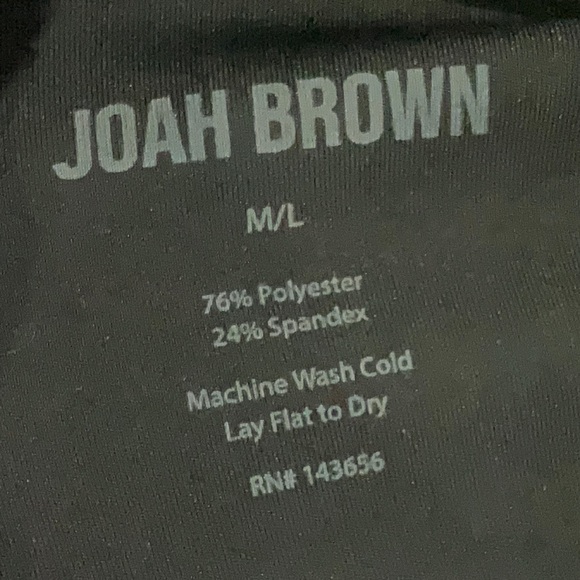 JOAH BROWN
M/L
76% Polyester
24% Spandex
Machine Wash Cold
Lay Flat to Dry
RN# 143656